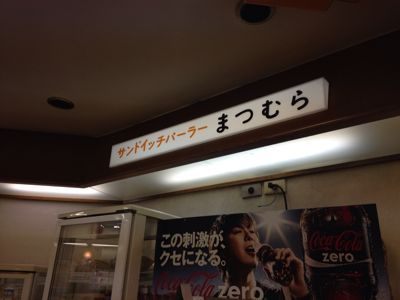 サンドイッチパーラー まつむら
この刺激が、
クセになる。
Coca-Cola
zero
Coca-Cola
zero